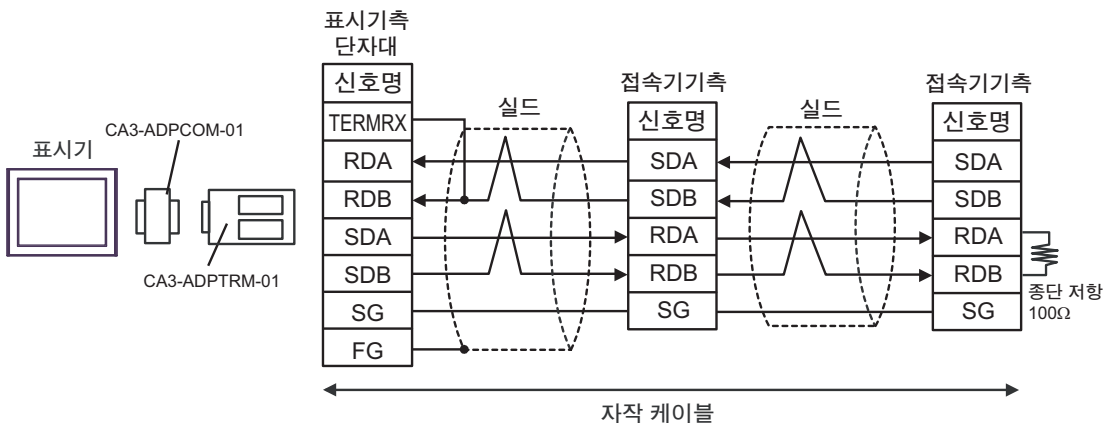 표시기
CA3-ADPCOM-01
CA3-ADPTRM-01
표시기측
단자대
신호명
TERMRX
RDA
RDB
SDA
SDB
SG
FG
실드
접속기기측
신호명
SDA
SDB
RDA
RDB
SG
실드
접속기기측
신호명
SDA
SDB
RDA
RDB
SG
종단 저항
100Ω
자작 케이블